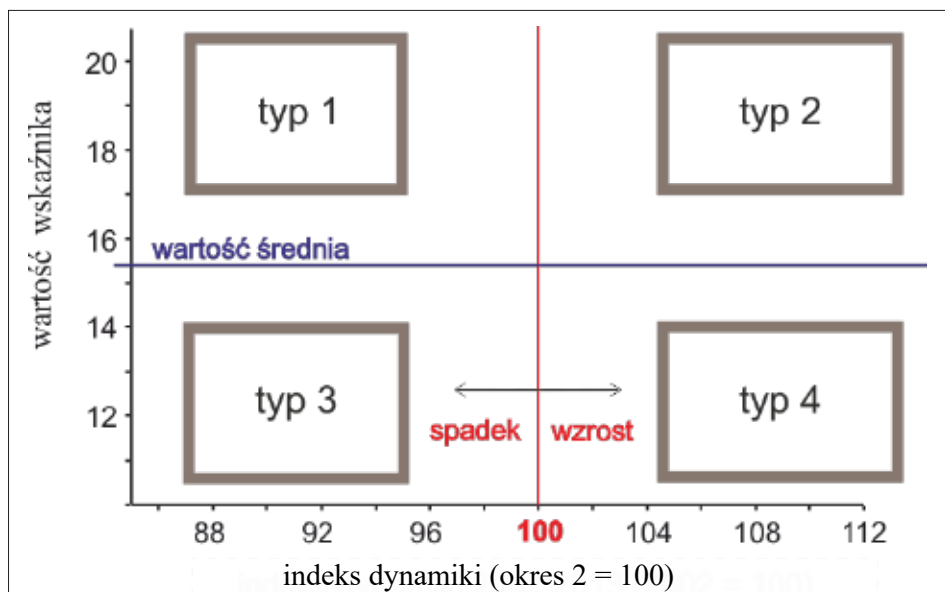 wartość wskaźnika
20
18
16
14
12
typ 1
typ 2
wartość średnia
typ 3
typ 4
spadek
wzrost
88
92
96
100
104
108
112
indeks dynamiki (okres 2 = 100)